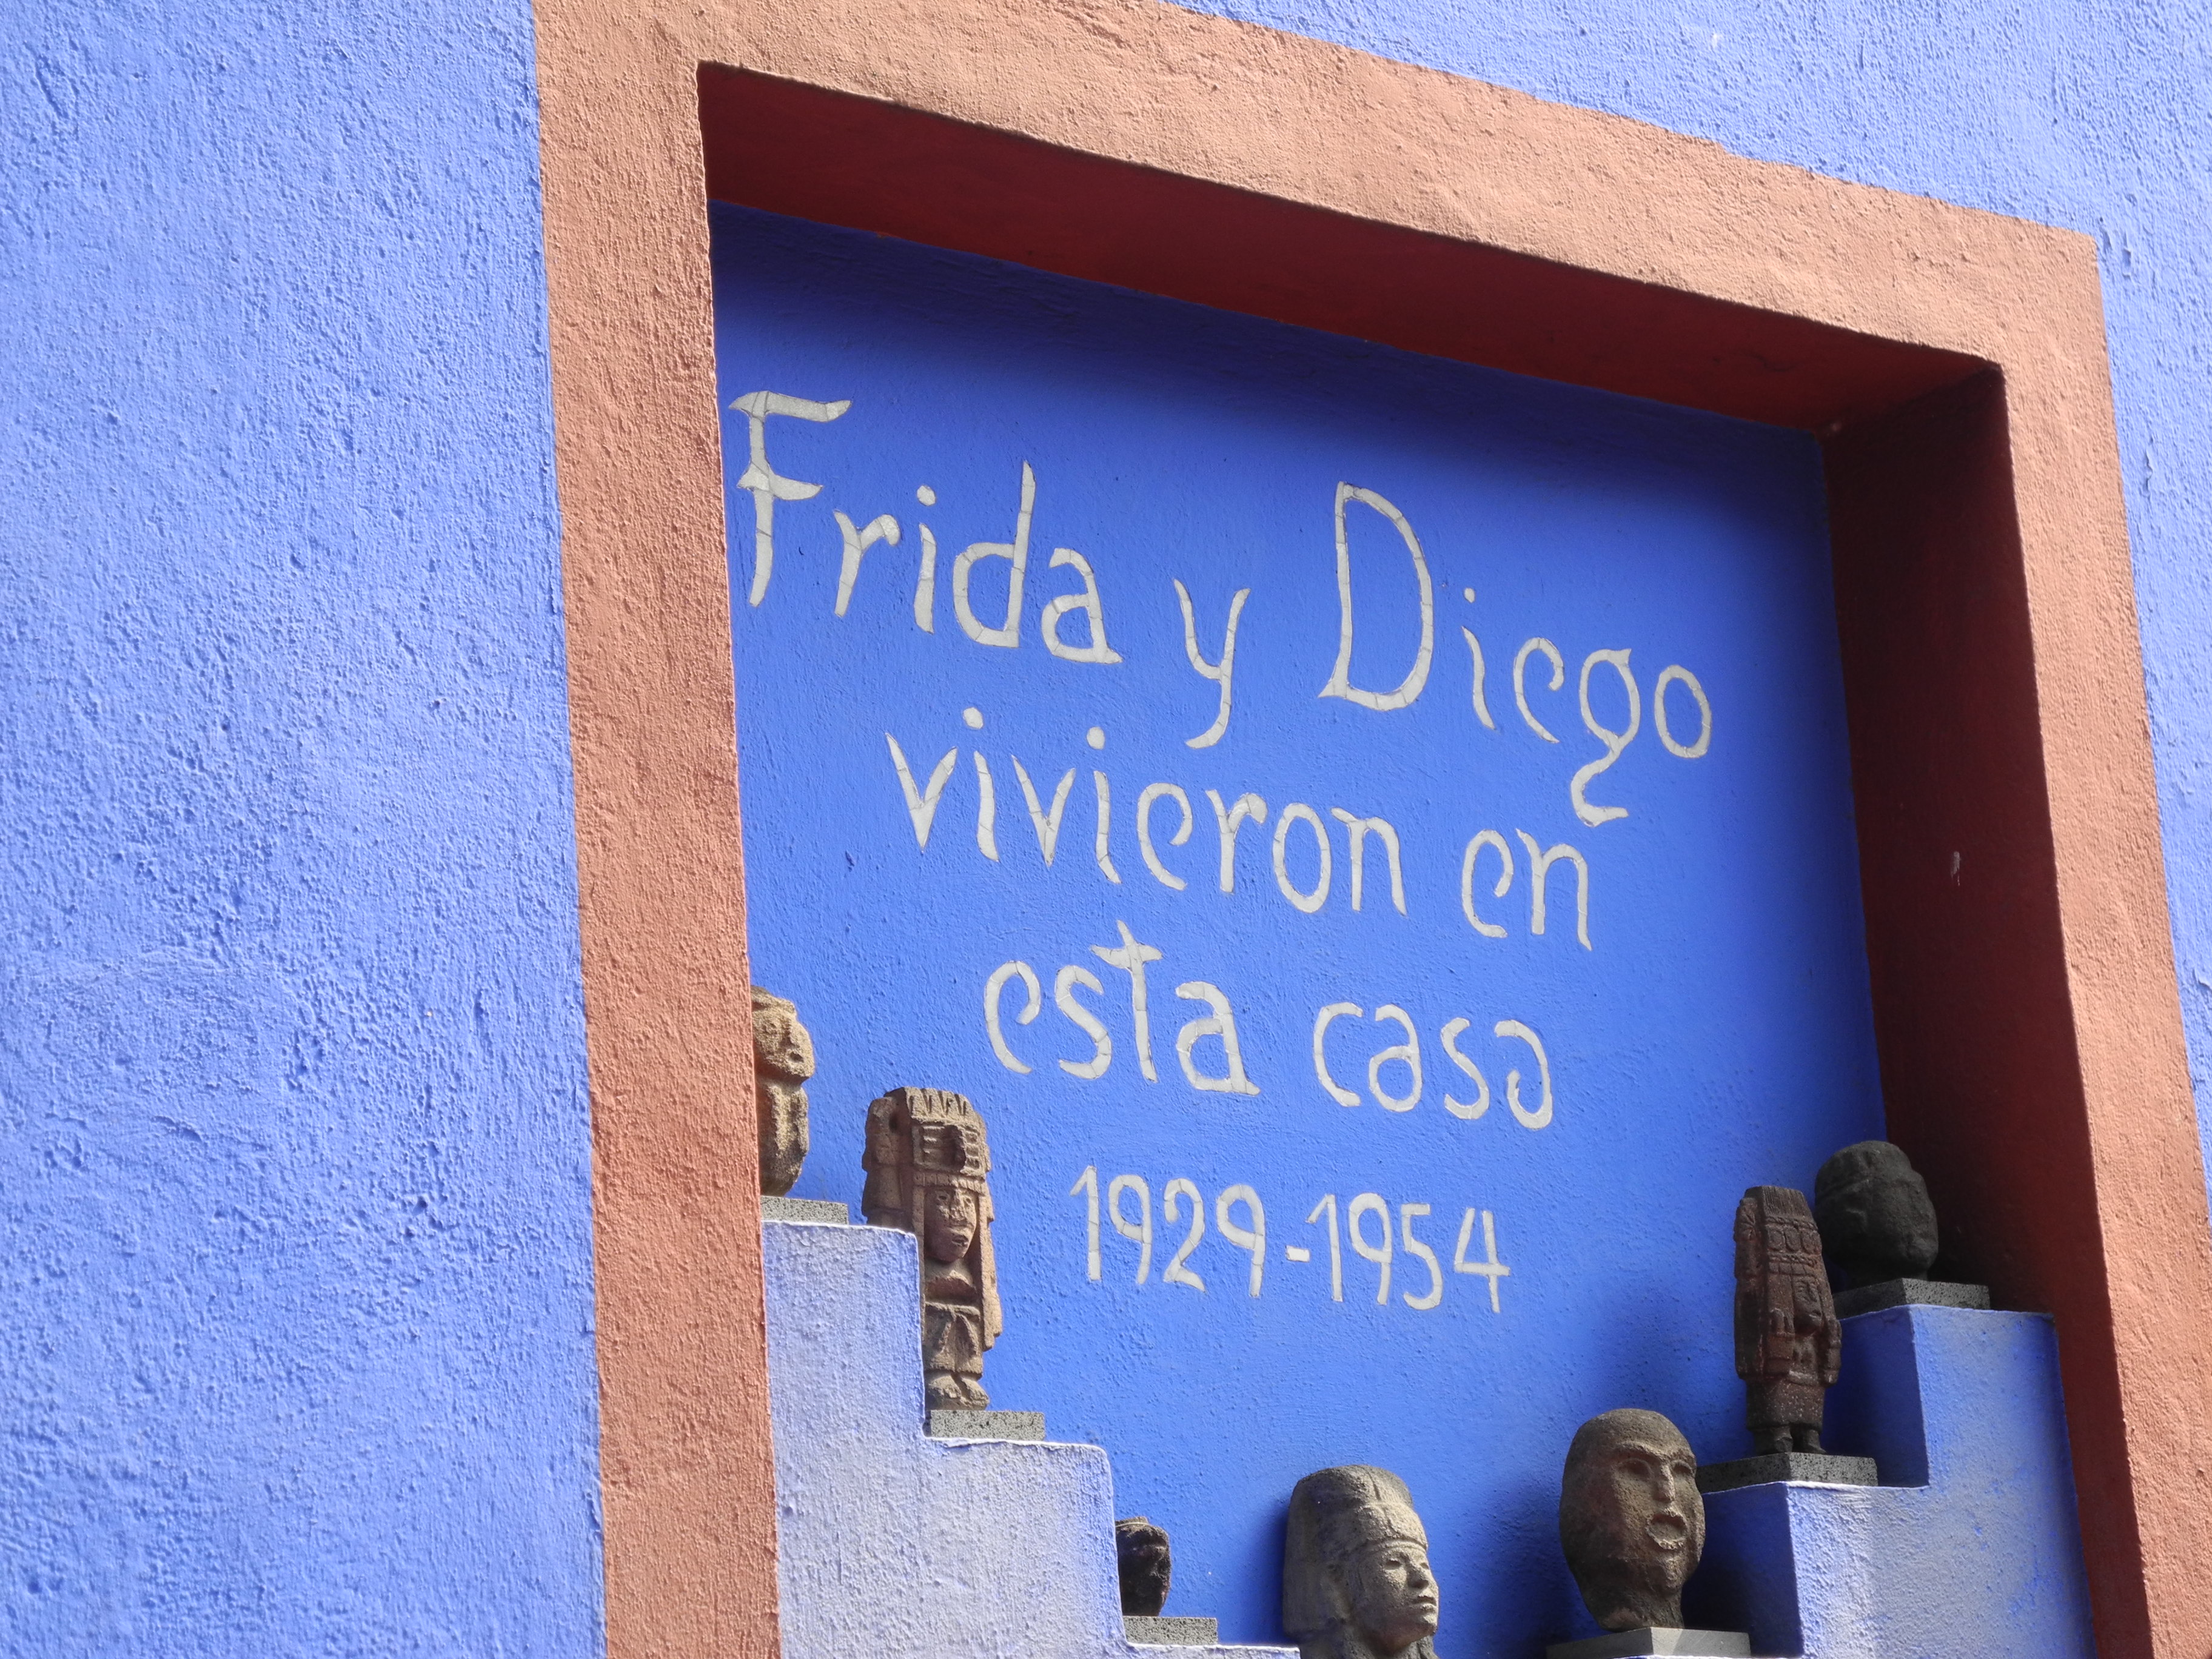 Frida y Diego
vivieron en
esta casa
1929-1954